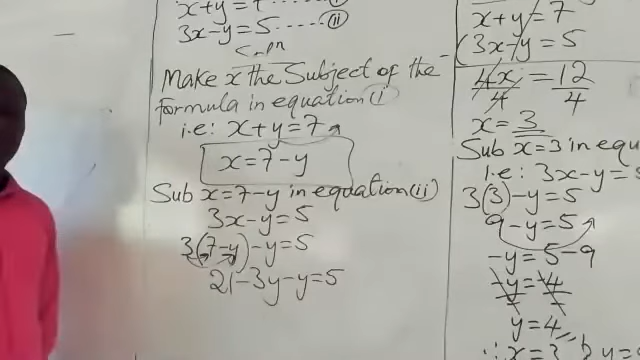 x+y=7 ----- (i)
3x-y=5 ----- (ii)
Soln
Make x the Subject of the
formula in equation (i)
i.e: x+y=7
x=7-y
Sub x=7-y in equation (ii)
3x-y=5
3(7-y)-y=5
21-3y-y=5
x+y=7
3x-y=5
4x/4 = 12/4
x=3
Sub x=3 in equ
i.e: 3x-y=5
3(3)-y=5
9-y=5
-y=5-9
-y=-4
y=4
∴ x=3 & y=